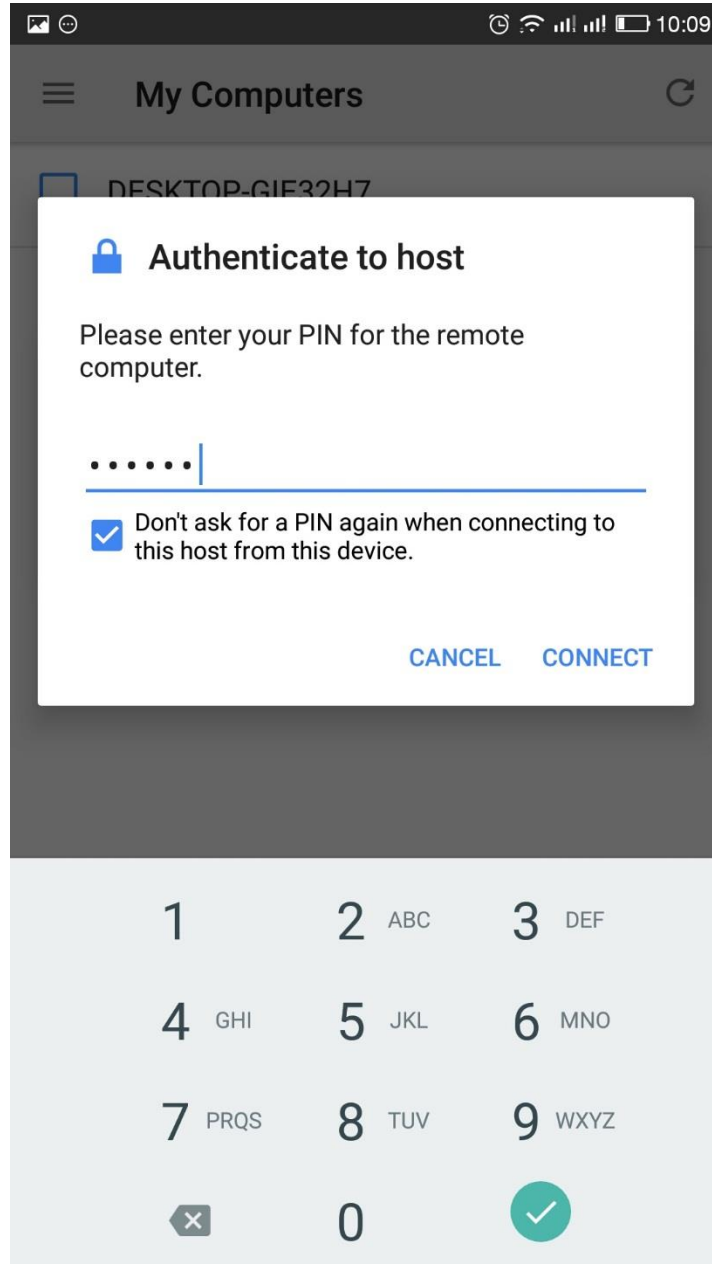 10:09
My Computers
DESKTOP-GIF32H7
Authenticate to host
Please enter your PIN for the remote
computer.
••••••
Don't ask for a PIN again when connecting to
this host from this device.
CANCEL CONNECT
1 2 ABC 3 DEF
4 GHI 5 JKL 6 MNO
7 PRQS 8 TUV 9 WXYZ
0